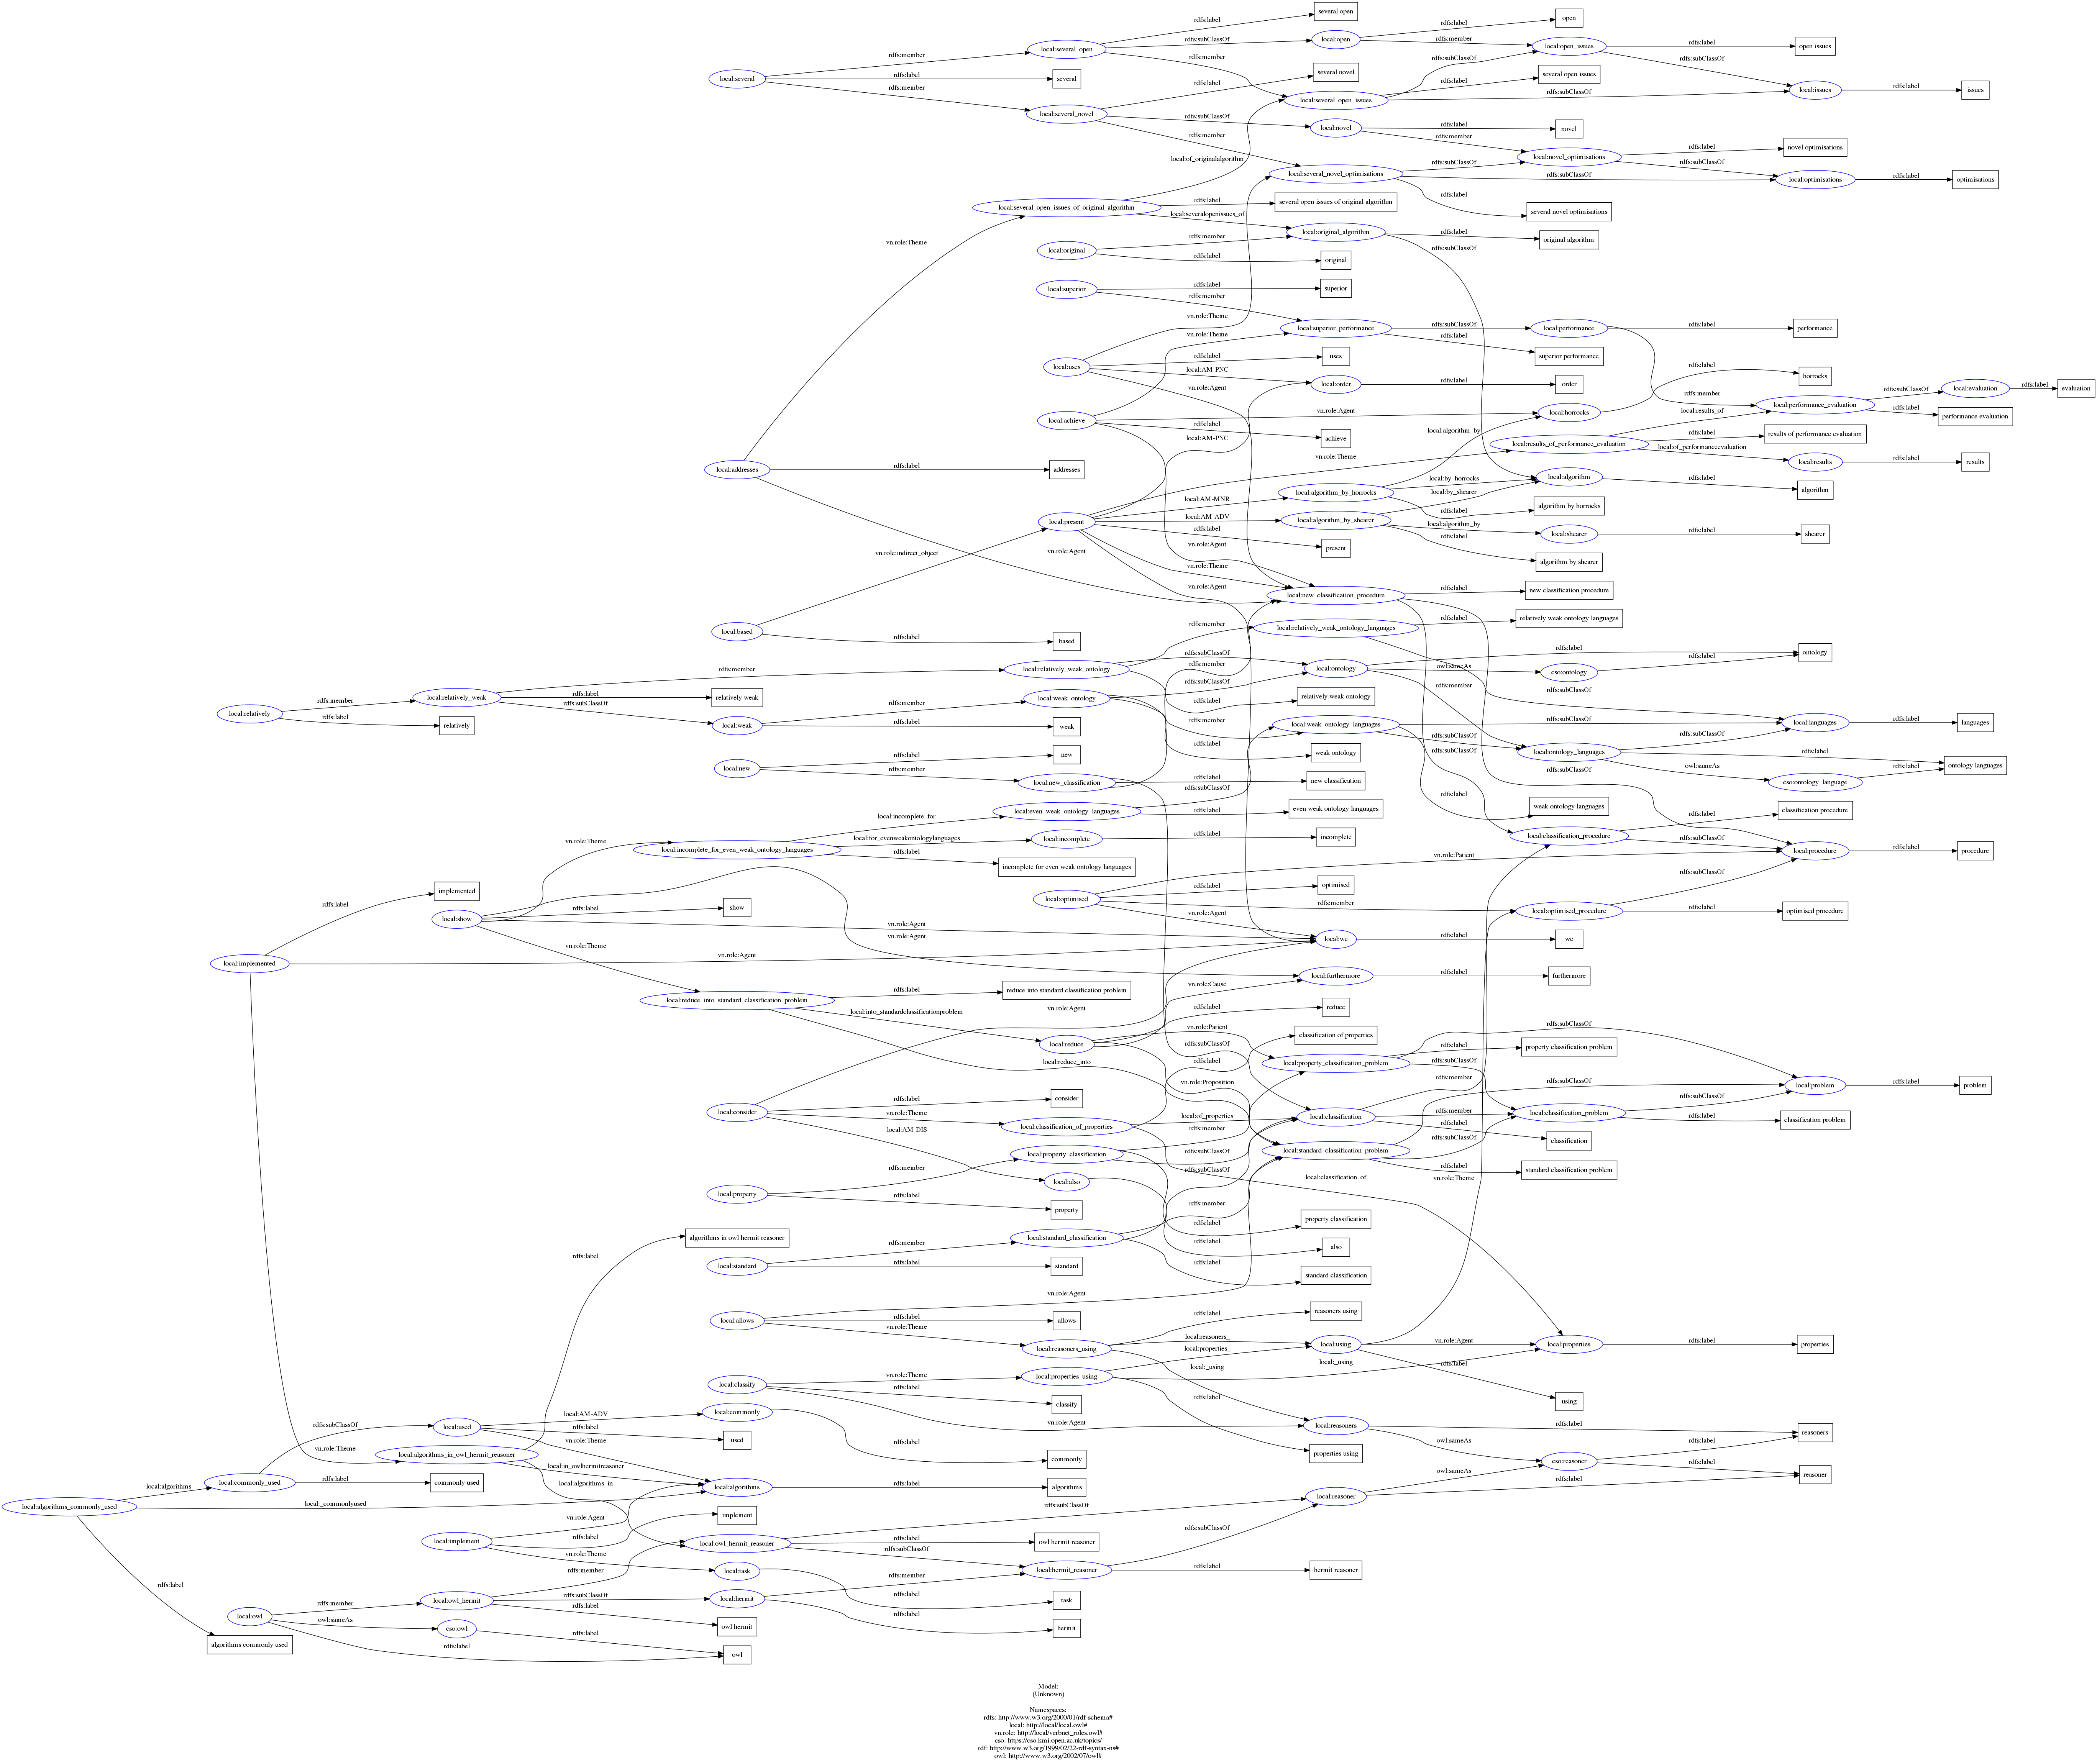 rdfs:label
several open
rdfs:label
open
local:several_open
rdfs:subClassOf
local:open
rdfs:member
local:open_issues
rdfs:label
open issues
rdfs:member
local:several
rdfs:label
several
rdfs:member
rdfs:member
rdfs:subClassOf
rdfs:subClassOf
rdfs:label
several novel
rdfs:label
several open issues
local:several_open_issues
rdfs:subClassOf
local:issues
rdfs:label
issues
local:several_novel
rdfs:subClassOf
local:novel
rdfs:label
novel
rdfs:member
rdfs:member
local:of_originalalgorithm
local:novel_optimisations
rdfs:label
novel optimisations
rdfs:subClassOf
rdfs:subClassOf
local:several_novel_optimisations
rdfs:subClassOf
local:optimisations
rdfs:label
optimisations
rdfs:label
several novel optimisations
local:several_open_issues_of_original_algorithm
rdfs:label
several open issues of original algorithm
local:severalopenissues_of
vn.role:Theme
local:original
rdfs:member
local:original_algorithm
rdfs:label
original algorithm
rdfs:label
original
rdfs:subClassOf
local:superior
rdfs:label
superior
rdfs:member
vn.role:Theme
vn.role:Theme
local:superior_performance
rdfs:subClassOf
local:performance
rdfs:label
performance
rdfs:label
superior performance
local:uses
rdfs:label
uses
local:AM-PNC
local:order
rdfs:label
order
vn.role:Agent
rdfs:label
horrocks
rdfs:member
rdfs:subClassOf
local:evaluation
rdfs:label
evaluation
local:achieve
vn.role:Agent
local:horrocks
local:performance_evaluation
rdfs:label
performance evaluation
rdfs:label
achieve
local:AM-PNC
local:algorithm_by
local:results_of
local:results_of_performance_evaluation
rdfs:label
results of performance evaluation
local:of_performanceevaluation
local:results
rdfs:label
results
local:addresses
rdfs:label
addresses
vn.role:Theme
local:AM-MNR
local:algorithm_by_horrocks
local:by_horrocks
local:algorithm
rdfs:label
algorithm
local:by_shearer
rdfs:label
algorithm by horrocks
local:present
local:AM-ADV
local:algorithm_by_shearer
local:algorithm_by
local:shearer
rdfs:label
shearer
rdfs:label
present
rdfs:label
algorithm by shearer
vn.role:indirect_object
vn.role:Agent
vn.role:Agent
vn.role:Theme
vn.role:Agent
local:new_classification_procedure
rdfs:label
new classification procedure
local:based
rdfs:label
based
rdfs:member
local:relatively_weak_ontology_languages
rdfs:label
relatively weak ontology languages
rdfs:member
local:relatively_weak_ontology
rdfs:subClassOf
rdfs:member
local:ontology
rdfs:label
ontology
owl:sameAs
cso:ontology
rdfs:label
rdfs:subClassOf
rdfs:member
rdfs:subClassOf
local:relatively
rdfs:member
local:relatively_weak
rdfs:label
relatively weak
rdfs:subClassOf
rdfs:label
relatively
local:weak
rdfs:member
local:weak_ontology
rdfs:label
relatively weak ontology
rdfs:label
weak
rdfs:member
local:weak_ontology_languages
rdfs:subClassOf
local:languages
rdfs:label
languages
rdfs:subClassOf
rdfs:subClassOf
rdfs:label
weak ontology
rdfs:subClassOf
local:ontology_languages
rdfs:label
ontology languages
owl:sameAs
cso:ontology_language
rdfs:label
rdfs:subClassOf
local:new
rdfs:label
new
rdfs:member
local:new_classification
rdfs:label
new classification
rdfs:subClassOf
rdfs:label
weak ontology languages
local:incomplete_for
local:even_weak_ontology_languages
rdfs:label
even weak ontology languages
rdfs:label
classification procedure
vn.role:Theme
local:incomplete_for_even_weak_ontology_languages
local:for_evenweakontologylanguages
local:incomplete
rdfs:label
incomplete
rdfs:label
incomplete for even weak ontology languages
local:classification_procedure
rdfs:subClassOf
local:procedure
rdfs:label
procedure
vn.role:Patient
rdfs:subClassOf
rdfs:label
implemented
local:show
rdfs:label
show
local:optimised
rdfs:label
optimised
rdfs:member
local:optimised_procedure
rdfs:label
optimised procedure
vn.role:Agent
vn.role:Agent
vn.role:Agent
local:we
rdfs:label
we
vn.role:Theme
local:implemented
vn.role:Agent
local:furthermore
rdfs:label
furthermore
local:reduce_into_standard_classification_problem
rdfs:label
reduce into standard classification problem
vn.role:Cause
vn.role:Agent
local:into_standardclassificationproblem
rdfs:label
reduce
local:reduce
vn.role:Patient
rdfs:label
classification of properties
rdfs:subClassOf
rdfs:subClassOf
local:reduce_into
rdfs:label
local:property_classification_problem
rdfs:label
property classification problem
rdfs:subClassOf
rdfs:member
vn.role:Proposition
rdfs:subClassOf
local:problem
rdfs:label
problem
rdfs:subClassOf
local:consider
rdfs:label
consider
vn.role:Theme
local:classification_of_properties
local:of_properties
local:classification
rdfs:member
local:classification_problem
rdfs:label
classification problem
rdfs:label
classification
local:AM-DIS
rdfs:member
rdfs:subClassOf
rdfs:subClassOf
local:property_classification
local:standard_classification_problem
rdfs:label
standard classification problem
rdfs:member
rdfs:subClassOf
local:classification_of
vn.role:Theme
local:also
local:property
rdfs:label
property
rdfs:member
rdfs:label
property classification
local:standard_classification
rdfs:label
also
rdfs:member
local:standard
rdfs:label
standard
rdfs:label
standard classification
rdfs:label
algorithms in owl hermit reasoner
vn.role:Agent
local:allows
rdfs:label
allows
vn.role:Theme
local:reasoners_using
rdfs:label
reasoners using
local:reasoners_
local:using
vn.role:Agent
local:properties
rdfs:label
properties
local:properties_
local:_using
local:_using
rdfs:label
local:classify
vn.role:Theme
local:properties_using
rdfs:label
classify
rdfs:label
using
vn.role:Agent
local:reasoners
rdfs:label
reasoners
rdfs:label
properties using
owl:sameAs
cso:reasoner
rdfs:label
rdfs:label
reasoner
rdfs:label
owl:sameAs
local:reasoner
rdfs:subClassOf
local:used
local:AM-ADV
local:commonly
rdfs:label
used
rdfs:label
commonly
vn.role:Theme
vn.role:Theme
local:algorithms_in_owl_hermit_reasoner
local:in_owlhermitreasoner
local:algorithms_in
local:algorithms
rdfs:label
algorithms
local:algorithms_
local:commonly_used
rdfs:label
commonly used
local:algorithms_commonly_used
local:_commonlyused
vn.role:Agent
rdfs:label
implement
local:implement
vn.role:Theme
local:task
rdfs:label
task
rdfs:subClassOf
local:owl_hermit_reasoner
rdfs:label
owl hermit reasoner
rdfs:subClassOf
rdfs:subClassOf
local:hermit_reasoner
rdfs:label
hermit reasoner
rdfs:member
rdfs:member
rdfs:label
local:owl
rdfs:member
local:owl_hermit
rdfs:subClassOf
local:hermit
rdfs:label
hermit
rdfs:label
owl hermit
owl:sameAs
cso:owl
rdfs:label
owl
rdfs:label
algorithms commonly used
Model:
(Unknown)
Namespaces:
rdfs: http://www.w3.org/2000/01/rdf-schema#
local: http://local/local.owl#
vn.role: http://local/verbnet_roles.owl#
cso: https://cso.kmi.open.ac.uk/topics/
rdf: http://www.w3.org/1999/02/22-rdf-syntax-ns#
owl: http://www.w3.org/2002/07/owl#